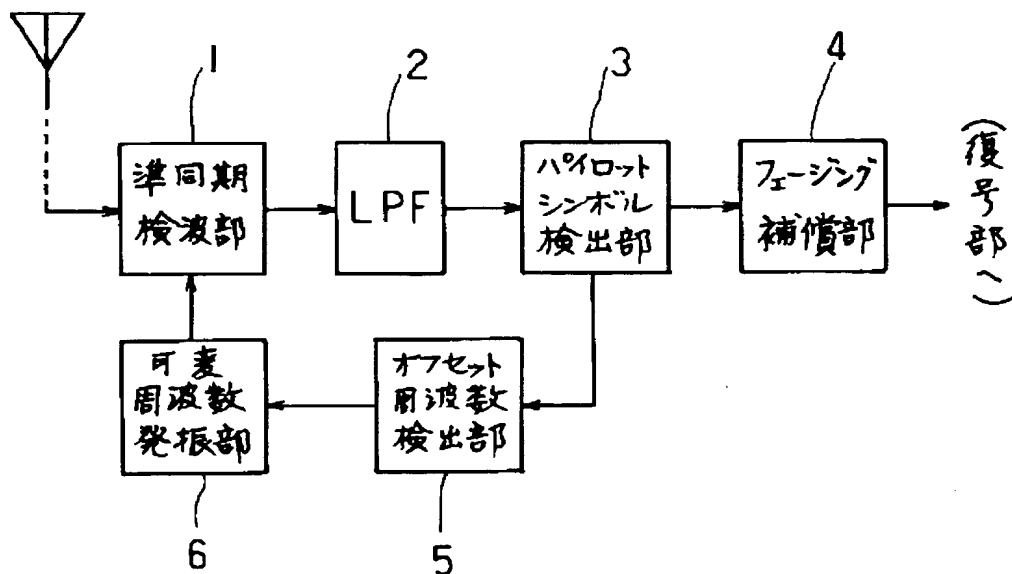 1
2
3
4
準同期
検波部
LPF
パイロット
シンボル
検出部
フェージング
補償部
(復号部へ)
可変
周波数
発振部
オフセット
周波数
検出部
6
5